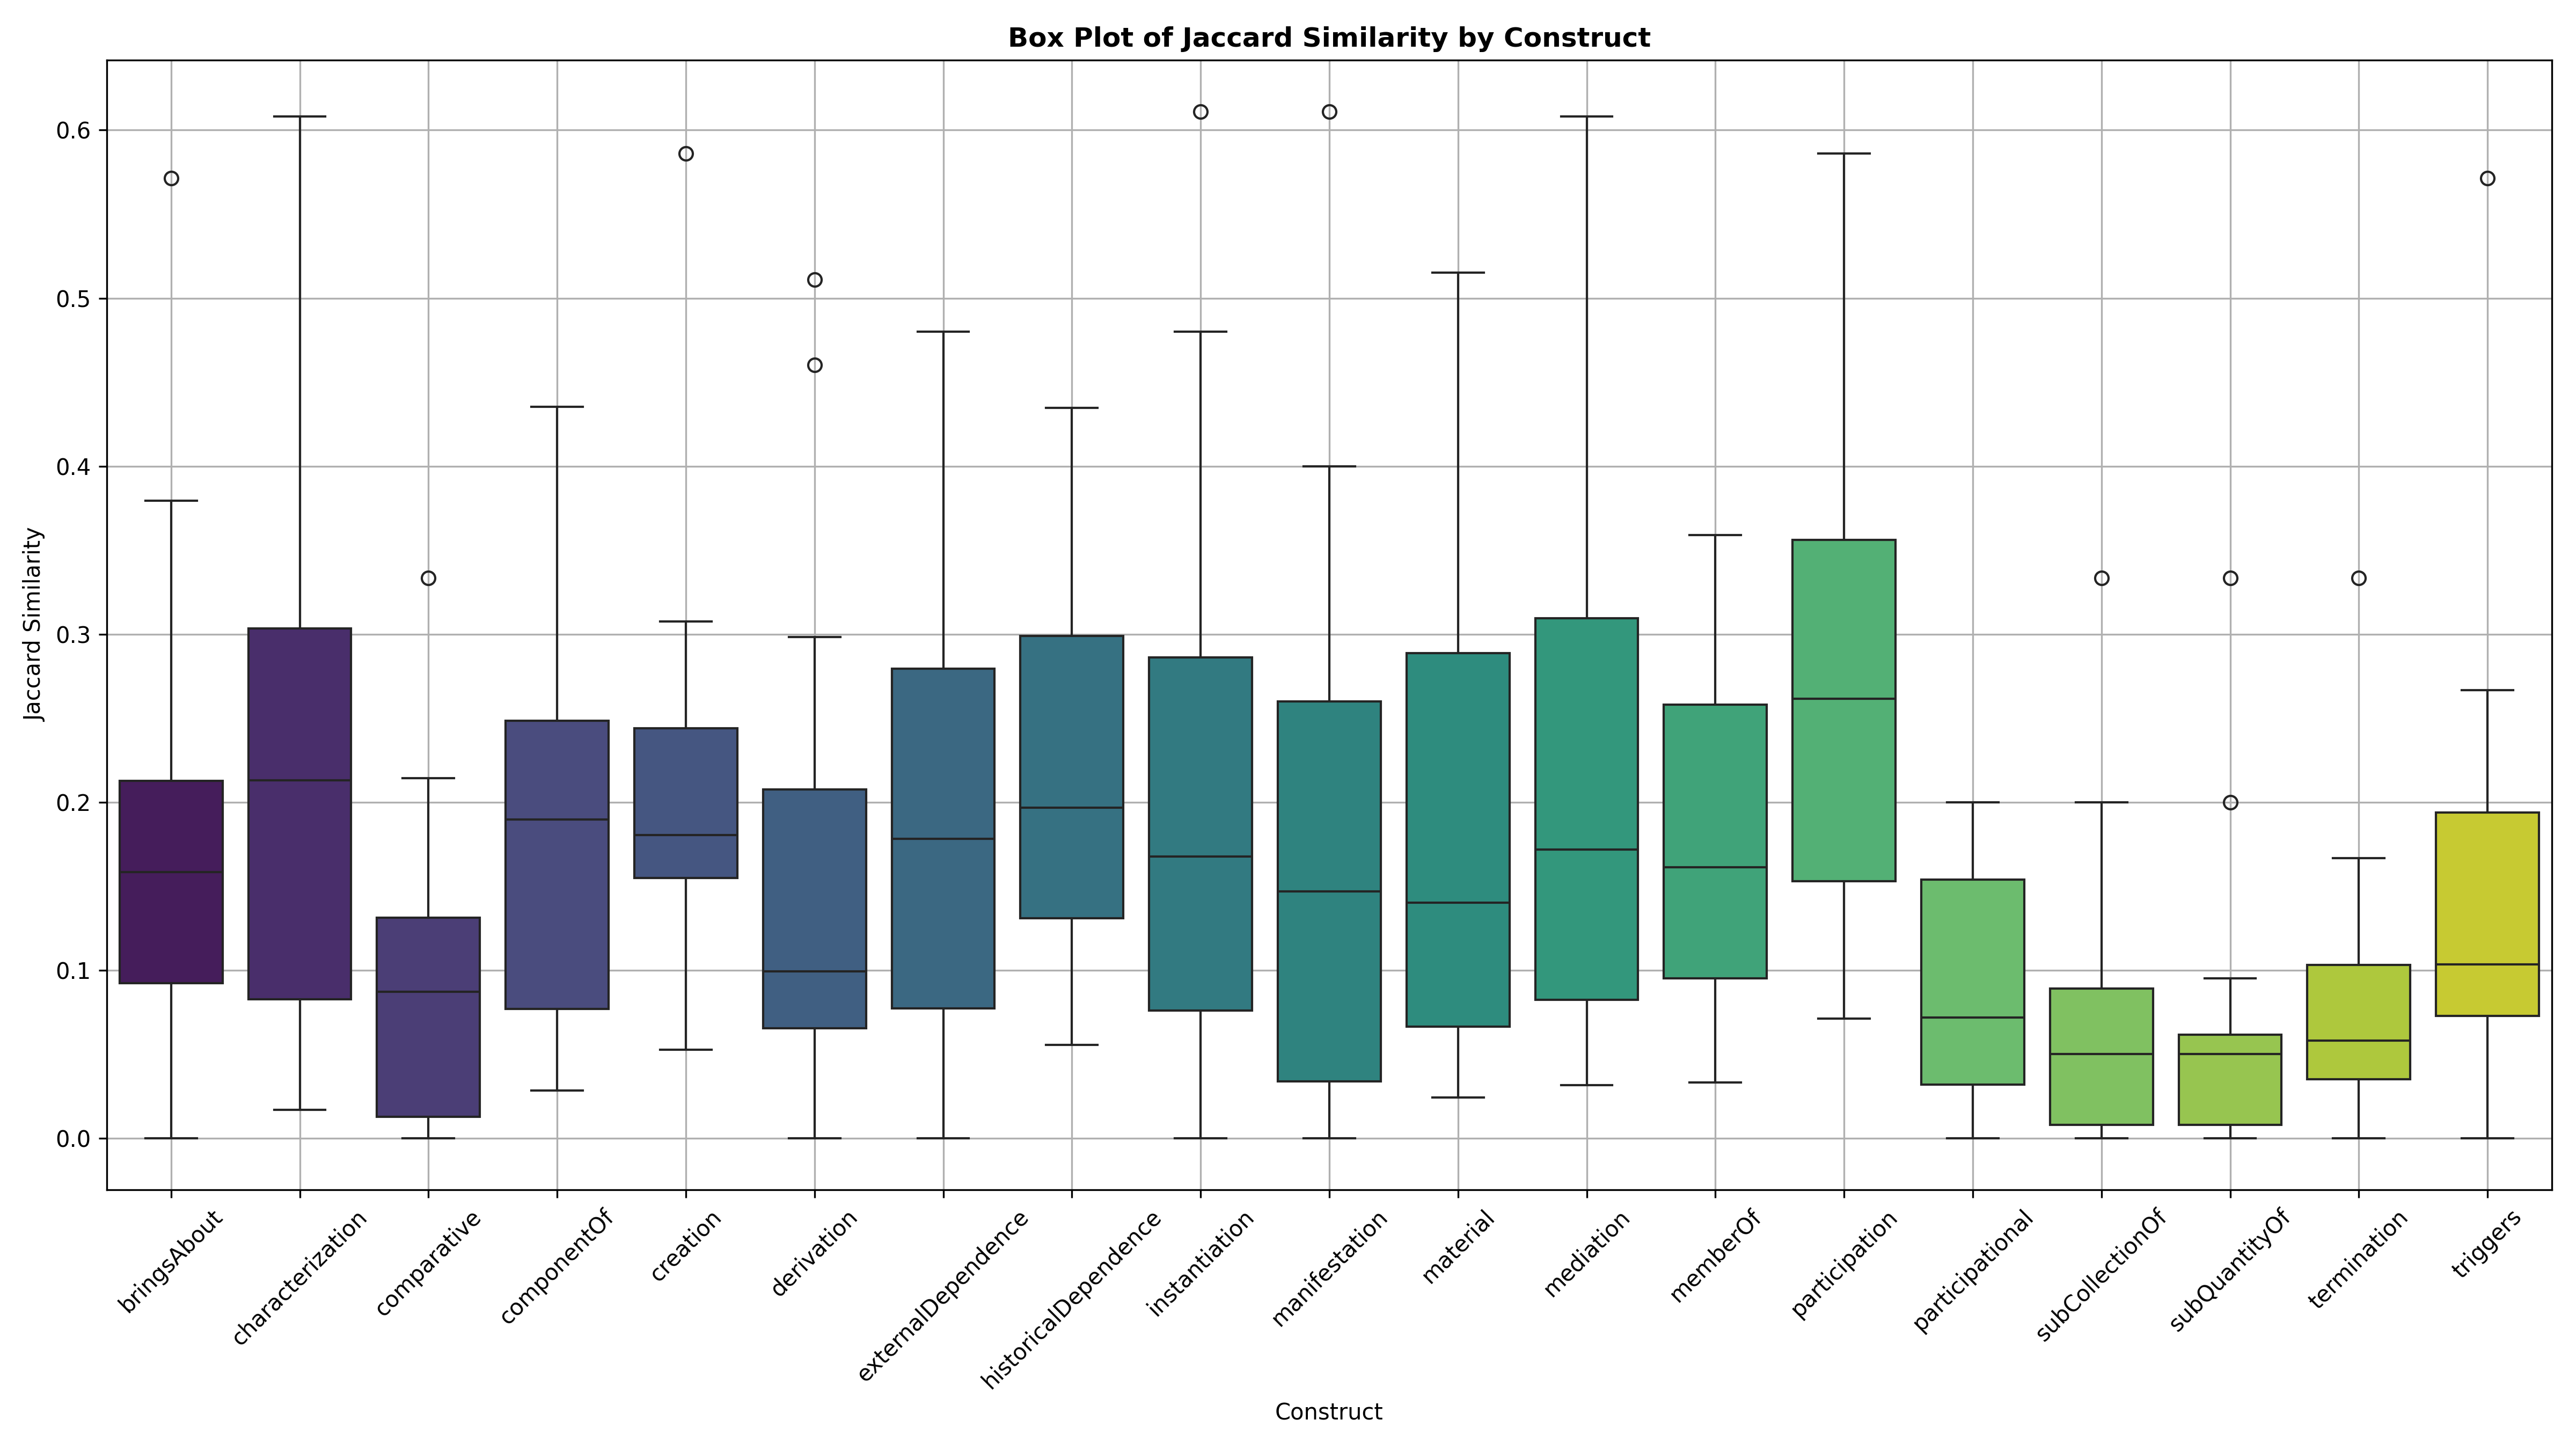 Box Plot of Jaccard Similarity by Construct
Jaccard Similarity
0.6
0.5
0.4
0.3
0.2
0.1
0.0
bringsAbout
characterization
comparative
componentOf
creation
derivation
externalDependence
historicalDependence
instantiation
manifestation
material
mediation
memberOf
participation
participational
subCollectionOf
subQuantityOf
termination
triggers
Construct